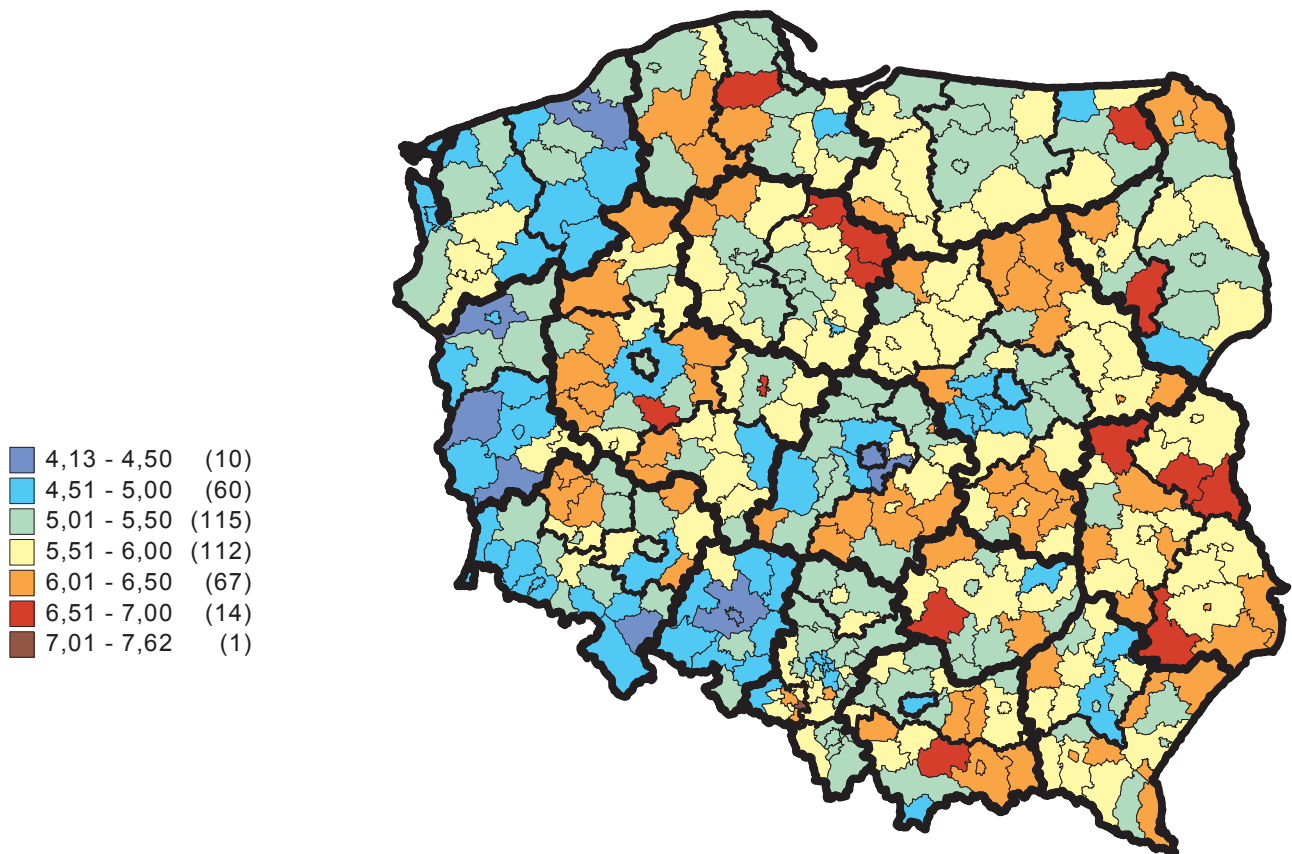 4,13 - 4,50 (10)
4,51 - 5,00 (60)
5,01 - 5,50 (115)
5,51 - 6,00 (112)
6,01 - 6,50 (67)
6,51 - 7,00 (14)
7,01 - 7,62 (1)